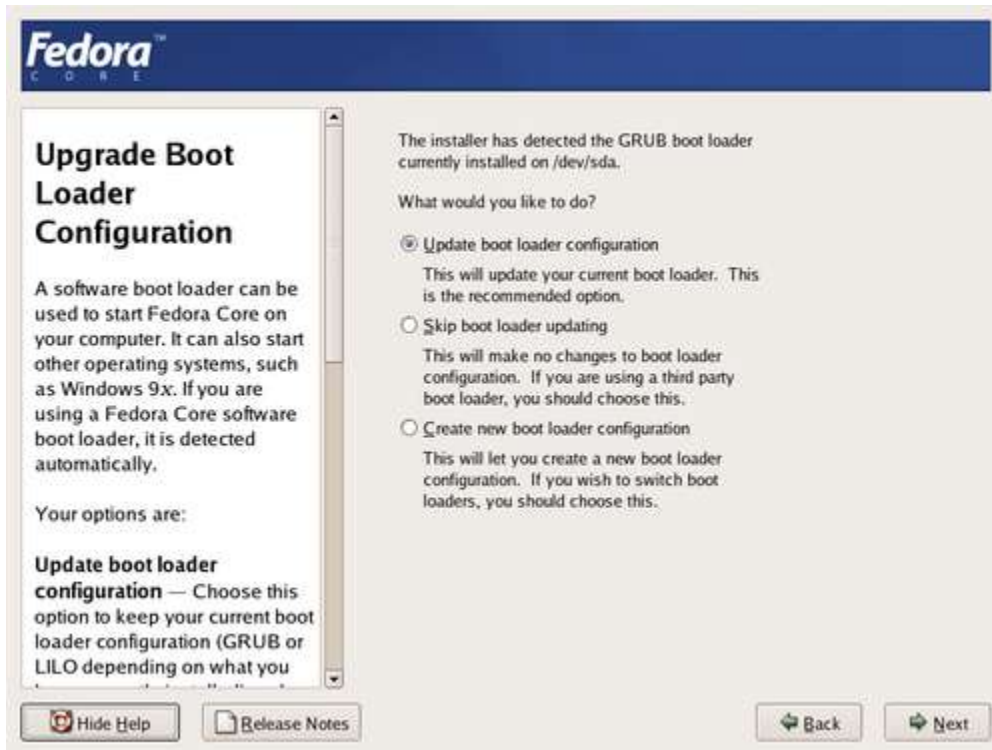 Fedora™
CORE
Upgrade Boot
Loader
Configuration
A software boot loader can be
used to start Fedora Core on
your computer. It can also start
other operating systems, such
as Windows 9x. If you are
using a Fedora Core software
boot loader, it is detected
automatically.
Your options are:
Update boot loader
configuration — Choose this
option to keep your current boot
loader configuration (GRUB or
LILO depending on what you
The installer has detected the GRUB boot loader
currently installed on /dev/sda.
What would you like to do?
Update boot loader configuration
This will update your current boot loader. This
is the recommended option.
Skip boot loader updating
This will make no changes to boot loader
configuration. If you are using a third party
boot loader, you should choose this.
Create new boot loader configuration
This will let you create a new boot loader
configuration. If you wish to switch boot
loaders, you should choose this.
Hide Help
Release Notes
Back
Next